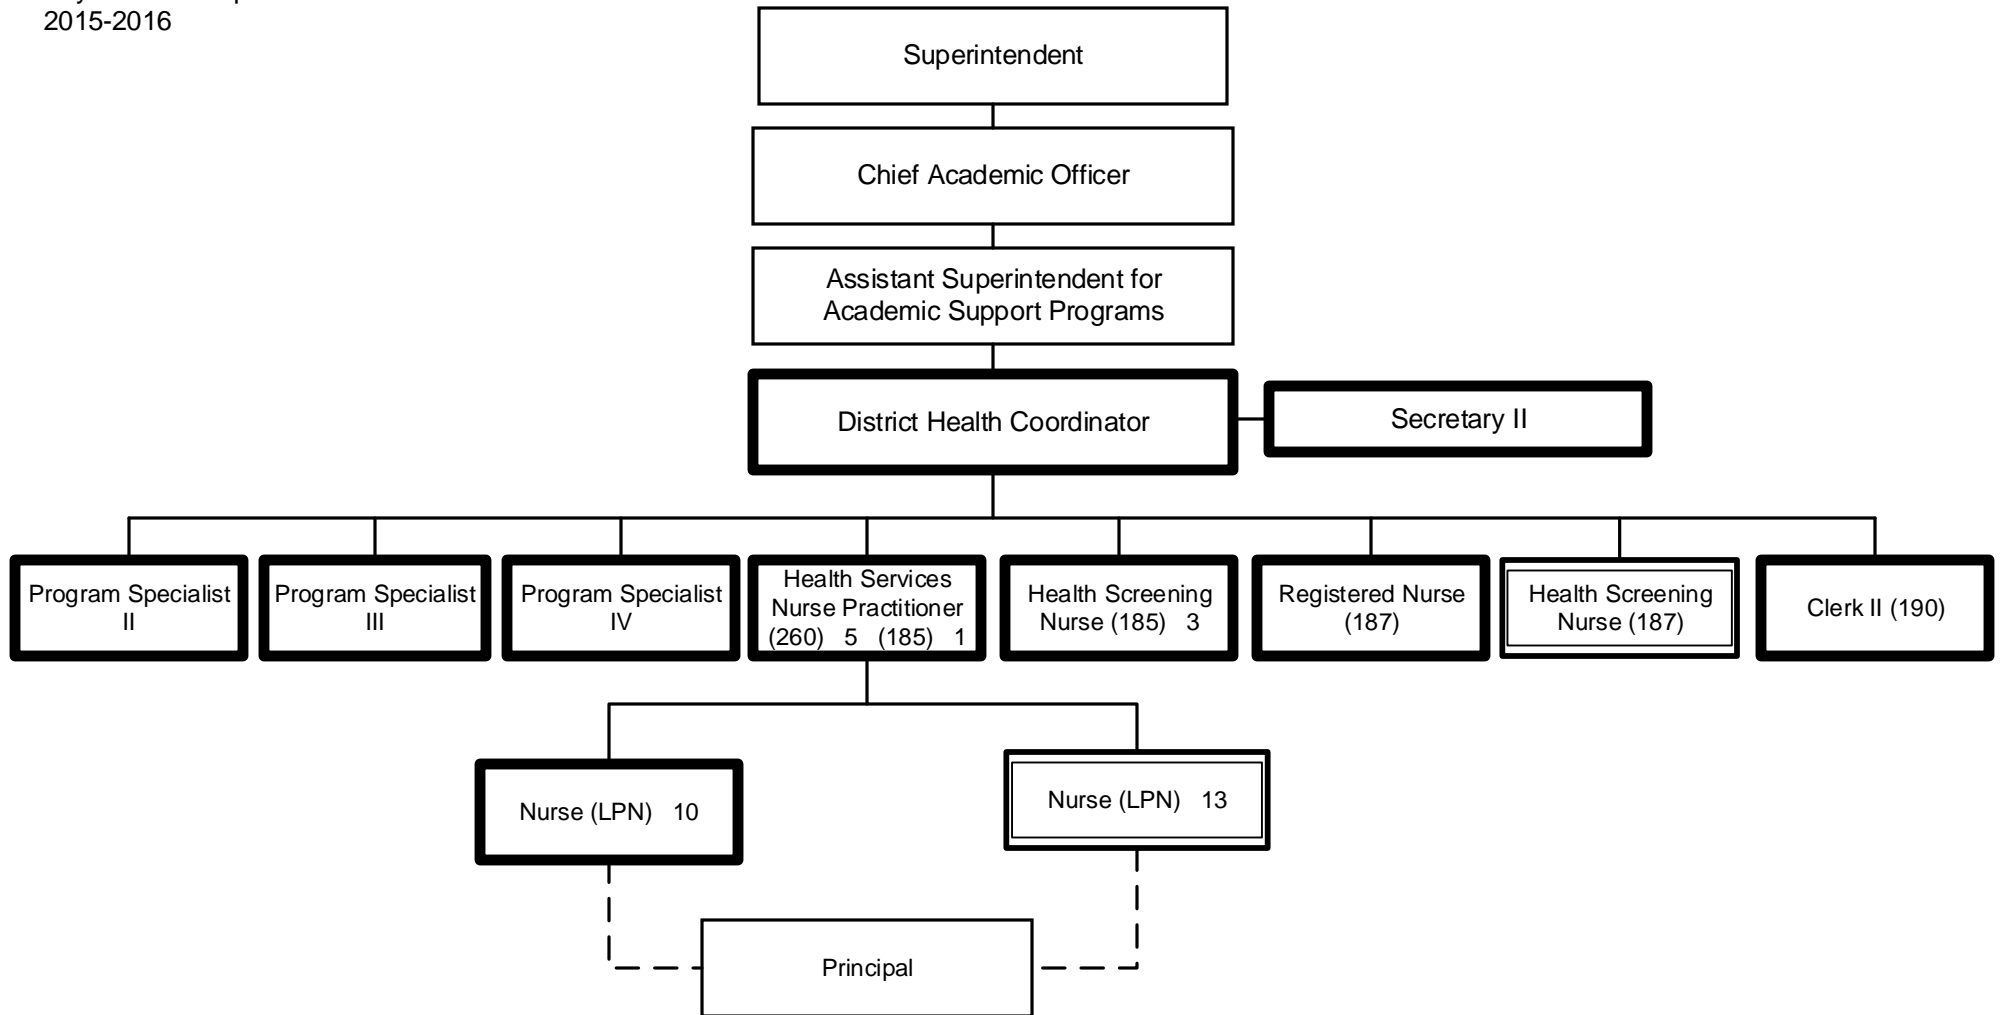 2015-2016
Superintendent
Chief Academic Officer
Assistant Superintendent for
Academic Support Programs
District Health Coordinator
Secretary II
Program Specialist
II
Program Specialist
III
Program Specialist
IV
Health Services
Nurse Practitioner
(260) 5 (185) 1
Health Screening
Nurse (185) 3
Registered Nurse
(187)
Health Screening
Nurse (187)
Clerk II (190)
Nurse (LPN) 10
Nurse (LPN) 13
Principal